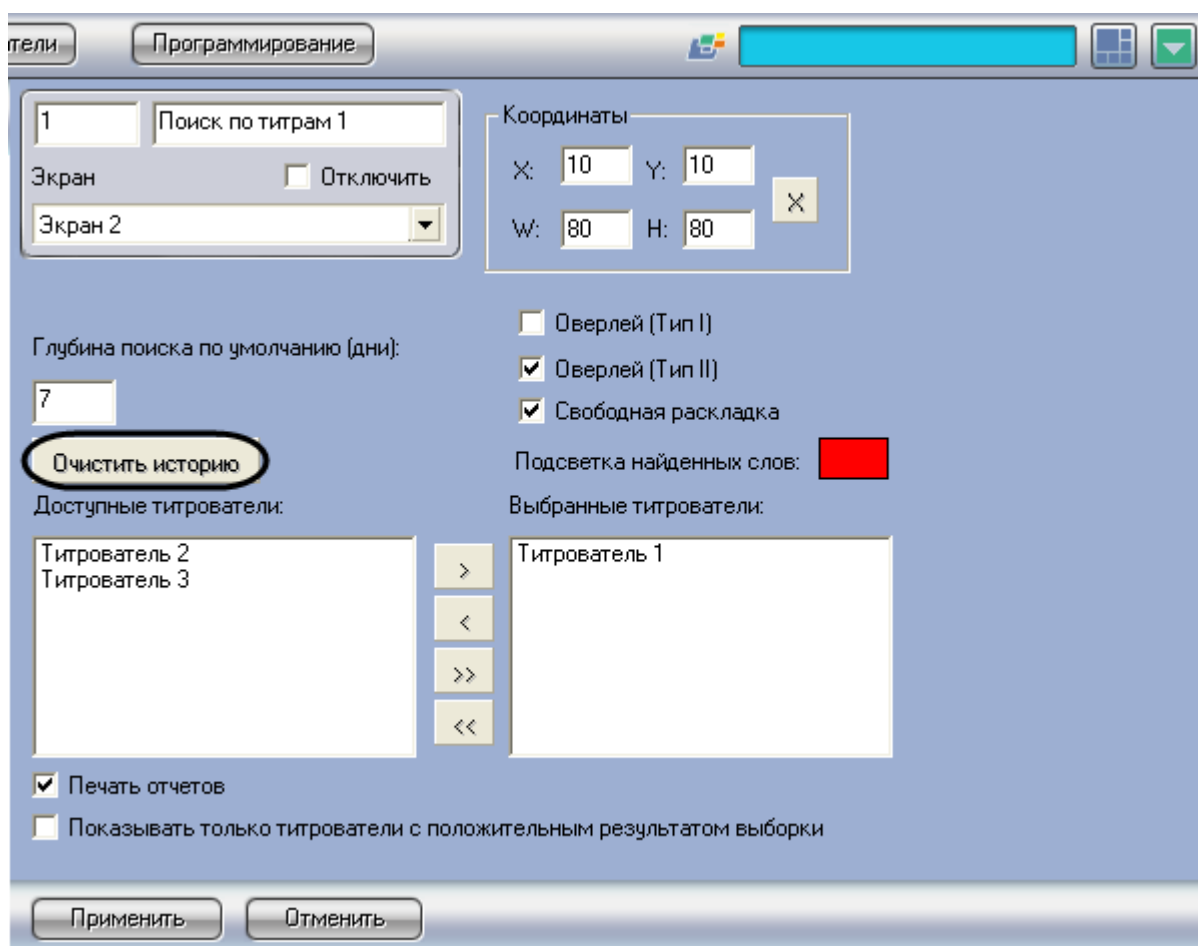 тели Программирование
1 Поиск по титрам 1
Экран Отключить
Экран 2
Координаты
X: 10 Y: 10
W: 80 H: 80
X
Оверлей (Тип I)
Глубина поиска по умолчанию (дни):
Оверлей (Тип II)
7
Свободная раскладка
Очистить историю
Подсветка найденных слов:
Доступные титрователи:
Выбранные титрователи:
Титрователь 2
Титрователь 3
>
<
>>
<<
Титрователь 1
Печать отчетов
Показывать только титрователи с положительным результатом выборки
Применить Отменить